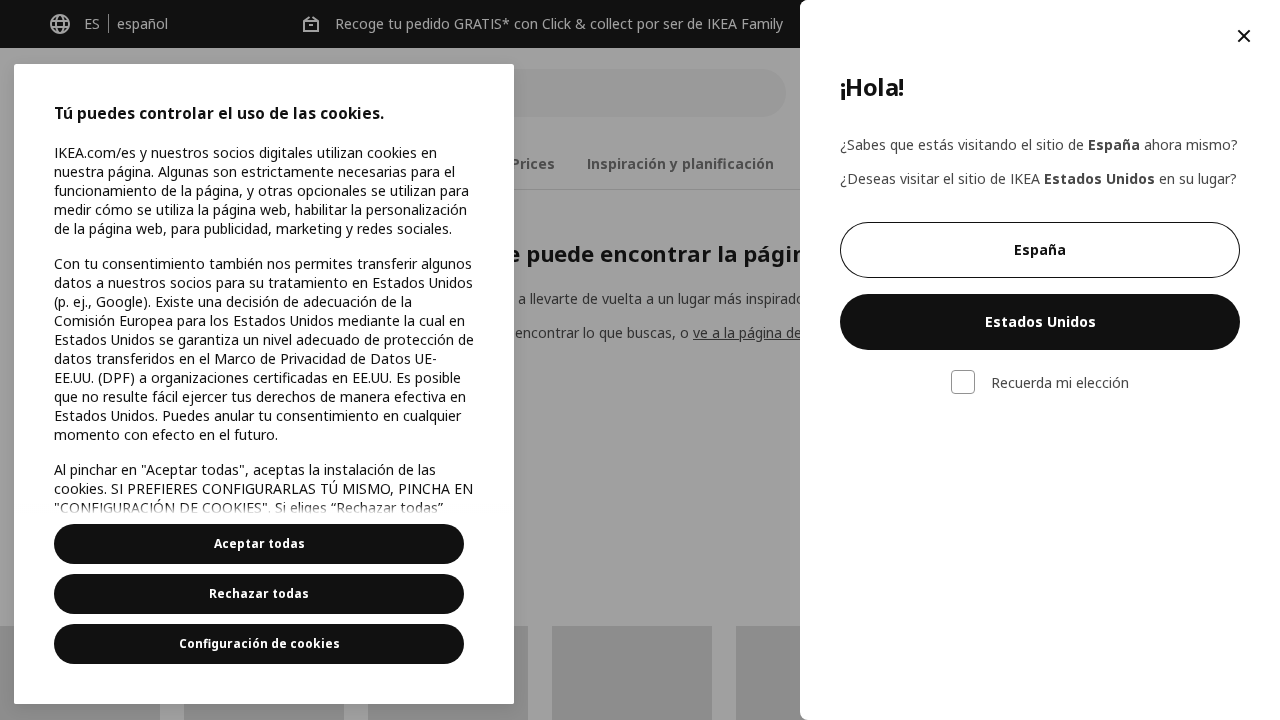 ES español
Recoge tu pedido GRATIS* con Click & collect por ser de IKEA Family
Prices
Inspiración y planificación
e puede encontrar la págin
a llevarte de vuelta a un lugar más inspirado
encontrar lo que buscas, o ve a la página de
Tú puedes controlar el uso de las cookies.
IKEA.com/es y nuestros socios digitales utilizan cookies en
nuestra página. Algunas son estrictamente necesarias para el
funcionamiento de la página, y otras opcionales se utilizan para
medir cómo se utiliza la página web, habilitar la personalización
de la página web, para publicidad, marketing y redes sociales.
Con tu consentimiento también nos permites transferir algunos
datos a nuestros socios para su tratamiento en Estados Unidos
(p. ej., Google). Existe una decisión de adecuación de la
Comisión Europea para los Estados Unidos mediante la cual en
Estados Unidos se garantiza un nivel adecuado de protección de
datos transferidos en el Marco de Privacidad de Datos UE-
EE.UU. (DPF) a organizaciones certificadas en EE.UU. Es posible
que no resulte fácil ejercer tus derechos de manera efectiva en
Estados Unidos. Puedes anular tu consentimiento en cualquier
momento con efecto en el futuro.
Al pinchar en "Aceptar todas", aceptas la instalación de las
cookies. SI PREFIERES CONFIGURARLAS TÚ MISMO, PINCHA EN
"CONFIGURACIÓN DE COOKIES". Si eliges “Rechazar todas”
Aceptar todas
Rechazar todas
Configuración de cookies
¡Hola!
¿Sabes que estás visitando el sitio de España ahora mismo?
¿Deseas visitar el sitio de IKEA Estados Unidos en su lugar?
España
Estados Unidos
Recuerda mi elección